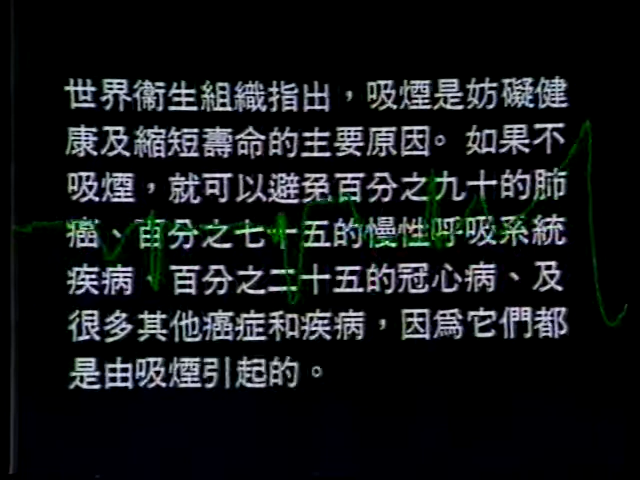 世界衞生組織指出，吸煙是妨礙健
康及縮短壽命的主要原因。如果不
吸煙，就可以避免百分之九十的肺
癌、百分之七十五的慢性呼吸系統
疾病、百分之二十五的冠心病、及
很多其他癌症和疾病，因為它們都
是由吸煙引起的。